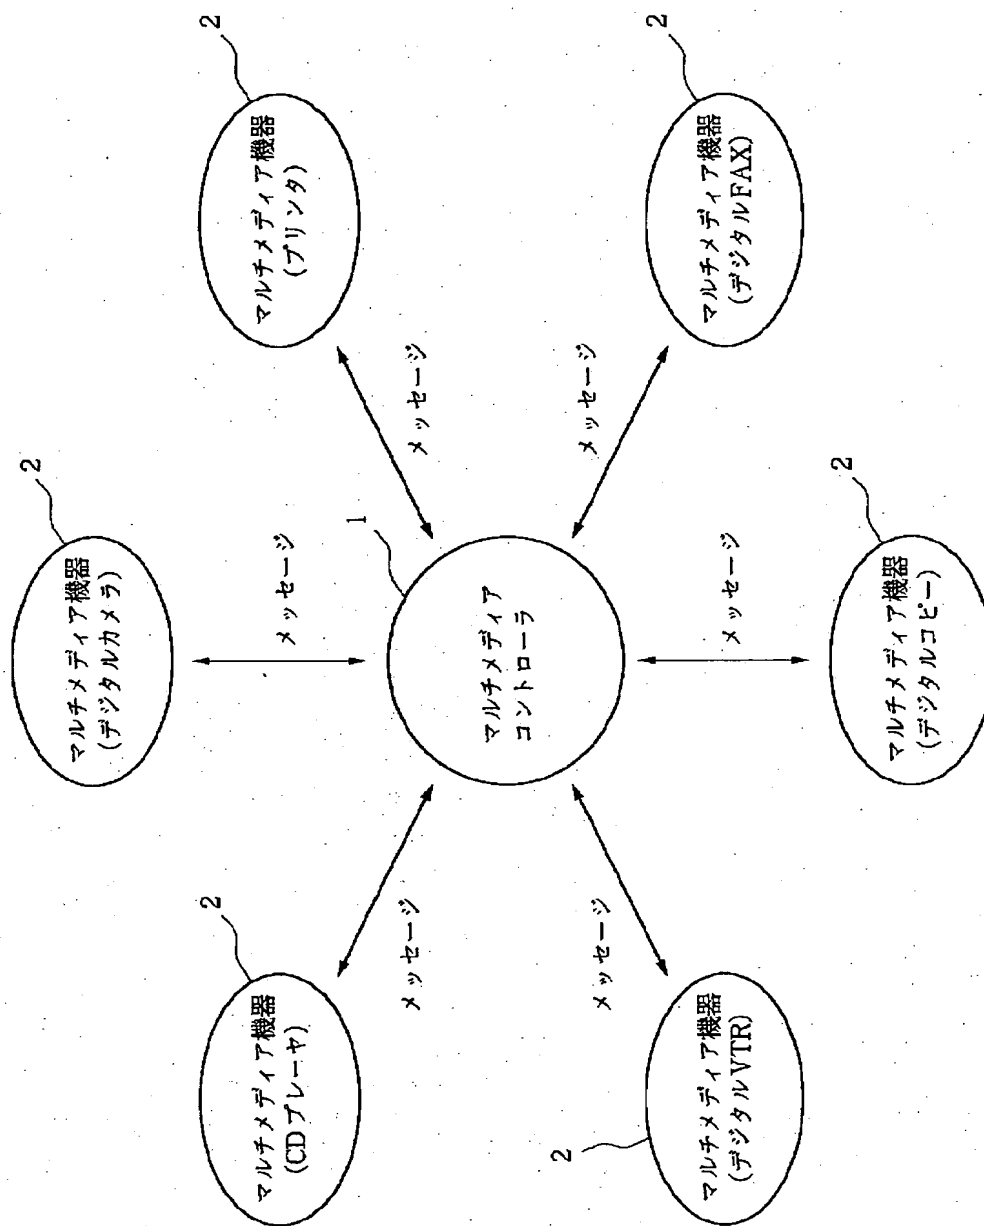 2
マルチメディア機器
(デジタルカメラ)
2
マルチメディア機器
(CDプレーヤ)
2
マルチメディア機器
(プリンタ)
メッセージ
メッセージ
メッセージ
1
マルチメディア
コントローラ
メッセージ
メッセージ
メッセージ
2
マルチメディア機器
(デジタルVTR)
2
マルチメディア機器
(デジタルFAX)
2
マルチメディア機器
(デジタルコピー)